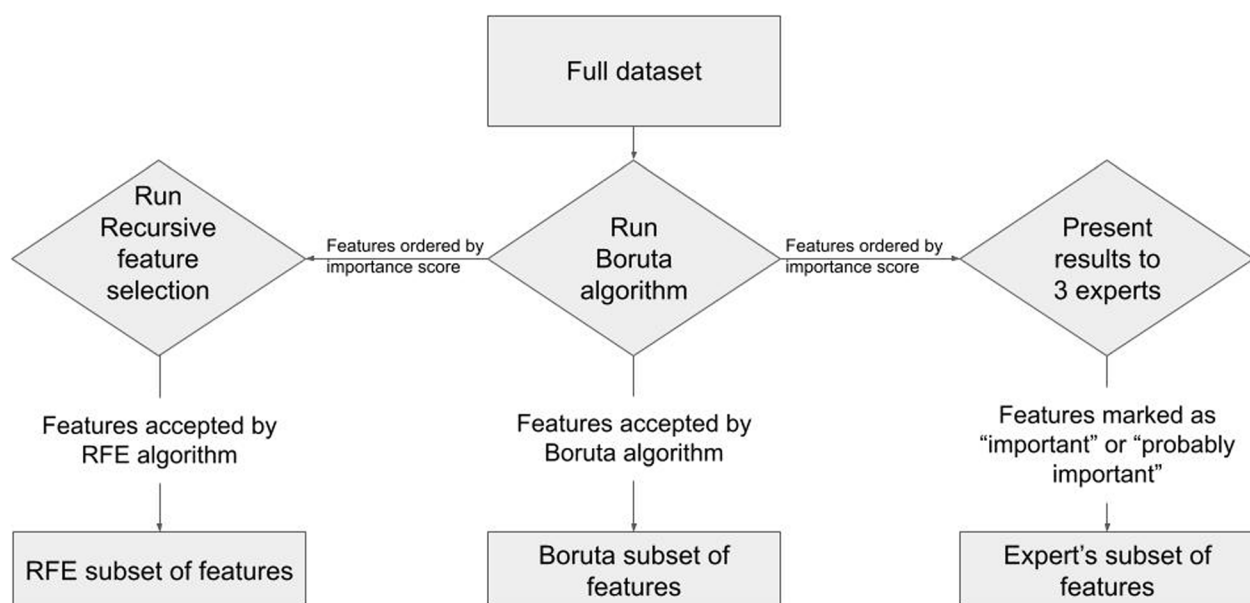 Full dataset
Run
Recursive
feature
selection
Features ordered by
importance score
Run
Boruta
algorithm
Features ordered by
importance score
Present
results to
3 experts
Features accepted by
RFE algorithm
Features accepted by
Boruta algorithm
Features marked as
“important” or “probably
important”
RFE subset of features
Boruta subset of
features
Expert’s subset of
features